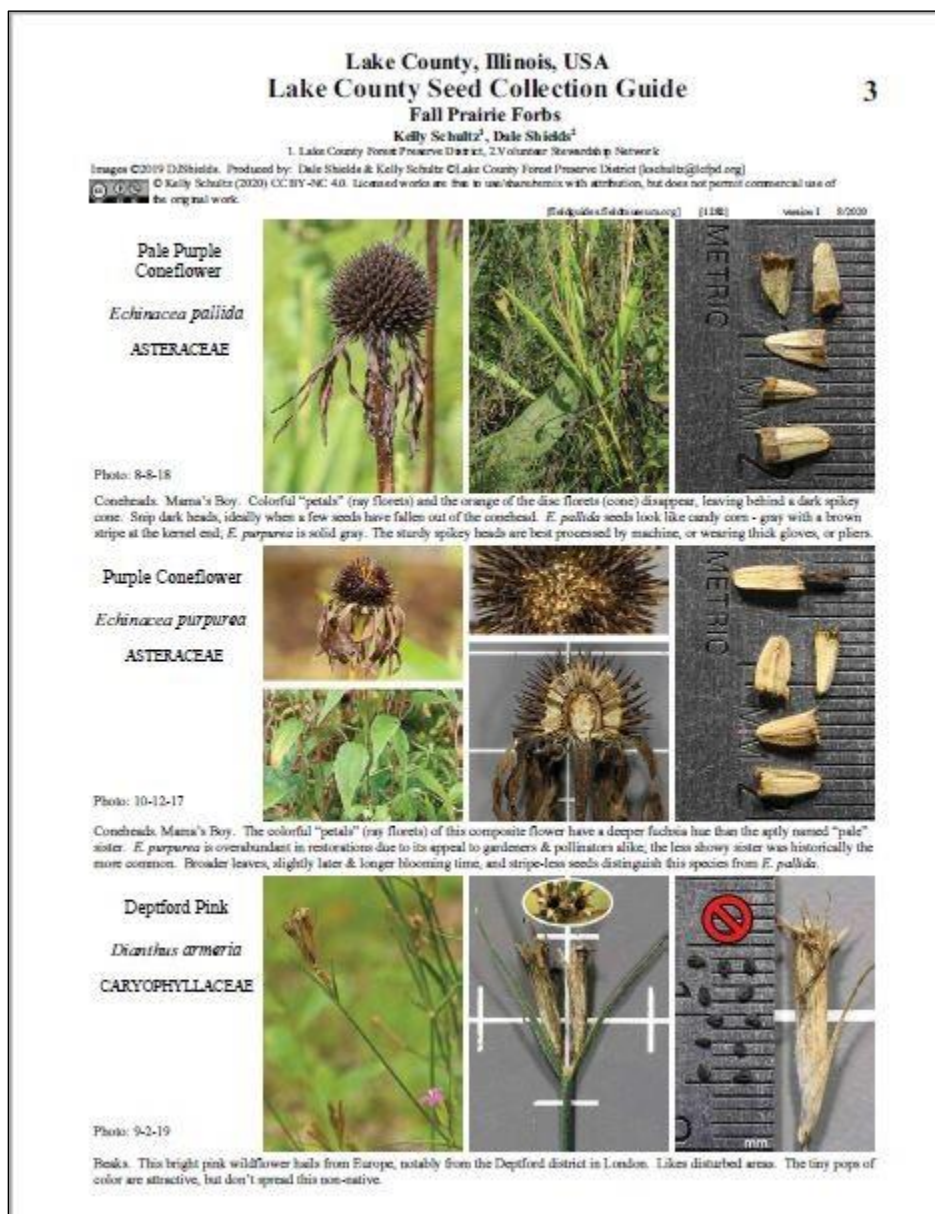 Lake County, Illinois, USA
Lake County Seed Collection Guide
3
Fall Prairie Forbs
Kelly Schultz¹, Dale Shields²
1. Lake County Forest Preserve District, 2.Volunteer Stewardship Network
Images ©2019 DJShields. Produced by: Dale Shields & Kelly Schultz ©Lake County Forest Preserve District [kschultz@lcfpd.org]
© Kelly Schultz (2020) CC BY-NC 4.0. Licensed works are free to use/share/remix with attribution, but does not permit commercial use of
the original work.
[fieldguides.fieldmuseum.org] [1282] version 1 8/2020
Pale Purple
Coneflower
Echinacea pallida
ASTERACEAE
Photo: 8-8-18
METRIC
Coneheads. Mama's Boy. Colorful "petals" (ray florets) and the orange of the disc florets (cone) disappear, leaving behind a dark spikey
cone. Snip dark heads, ideally when a few seeds have fallen out of the conehead. E. pallida seeds look like candy corn - gray with a brown
stripe at the kernel end; E. purpurea is solid gray. The sturdy spikey heads are best processed by machine, or wearing thick gloves, or pliers.
Purple Coneflower
Echinacea purpurea
ASTERACEAE
Photo: 10-12-17
METRIC
Coneheads. Mama's Boy. The colorful "petals" (ray florets) of this composite flower have a deeper fuchsia hue than the aptly named "pale"
sister. E. purpurea is overabundant in restorations due to its appeal to gardeners & pollinators alike; the less showy sister was historically the
more common. Broader leaves, slightly later & longer blooming time, and stripe-less seeds distinguish this species from E. pallida.
Deptford Pink
Dianthus armeria
CARYOPHYLLACEAE
Photo: 9-2-19
mm
Beaks. This bright pink wildflower hails from Europe, notably from the Deptford district in London. Likes disturbed areas. The tiny pops of
color are attractive, but don't spread this non-native.